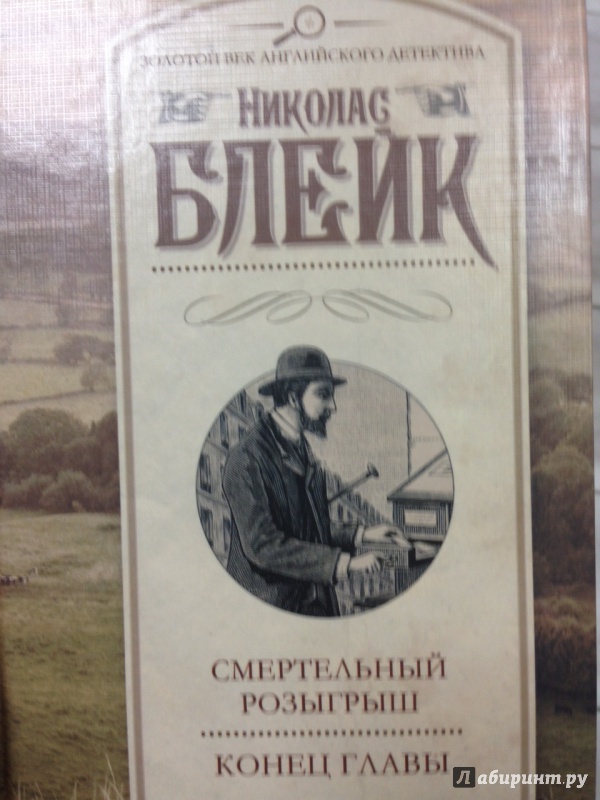 ЗОЛОТОЙ ВЕК АНГЛИЙСКОГО ДЕТЕКТИВА
НИКОЛАС
БЛЕЙК
СМЕРТЕЛЬНЫЙ
РОЗЫГРЫШ
КОНЕЦ ГЛАВЫ
Лабиринт.ру